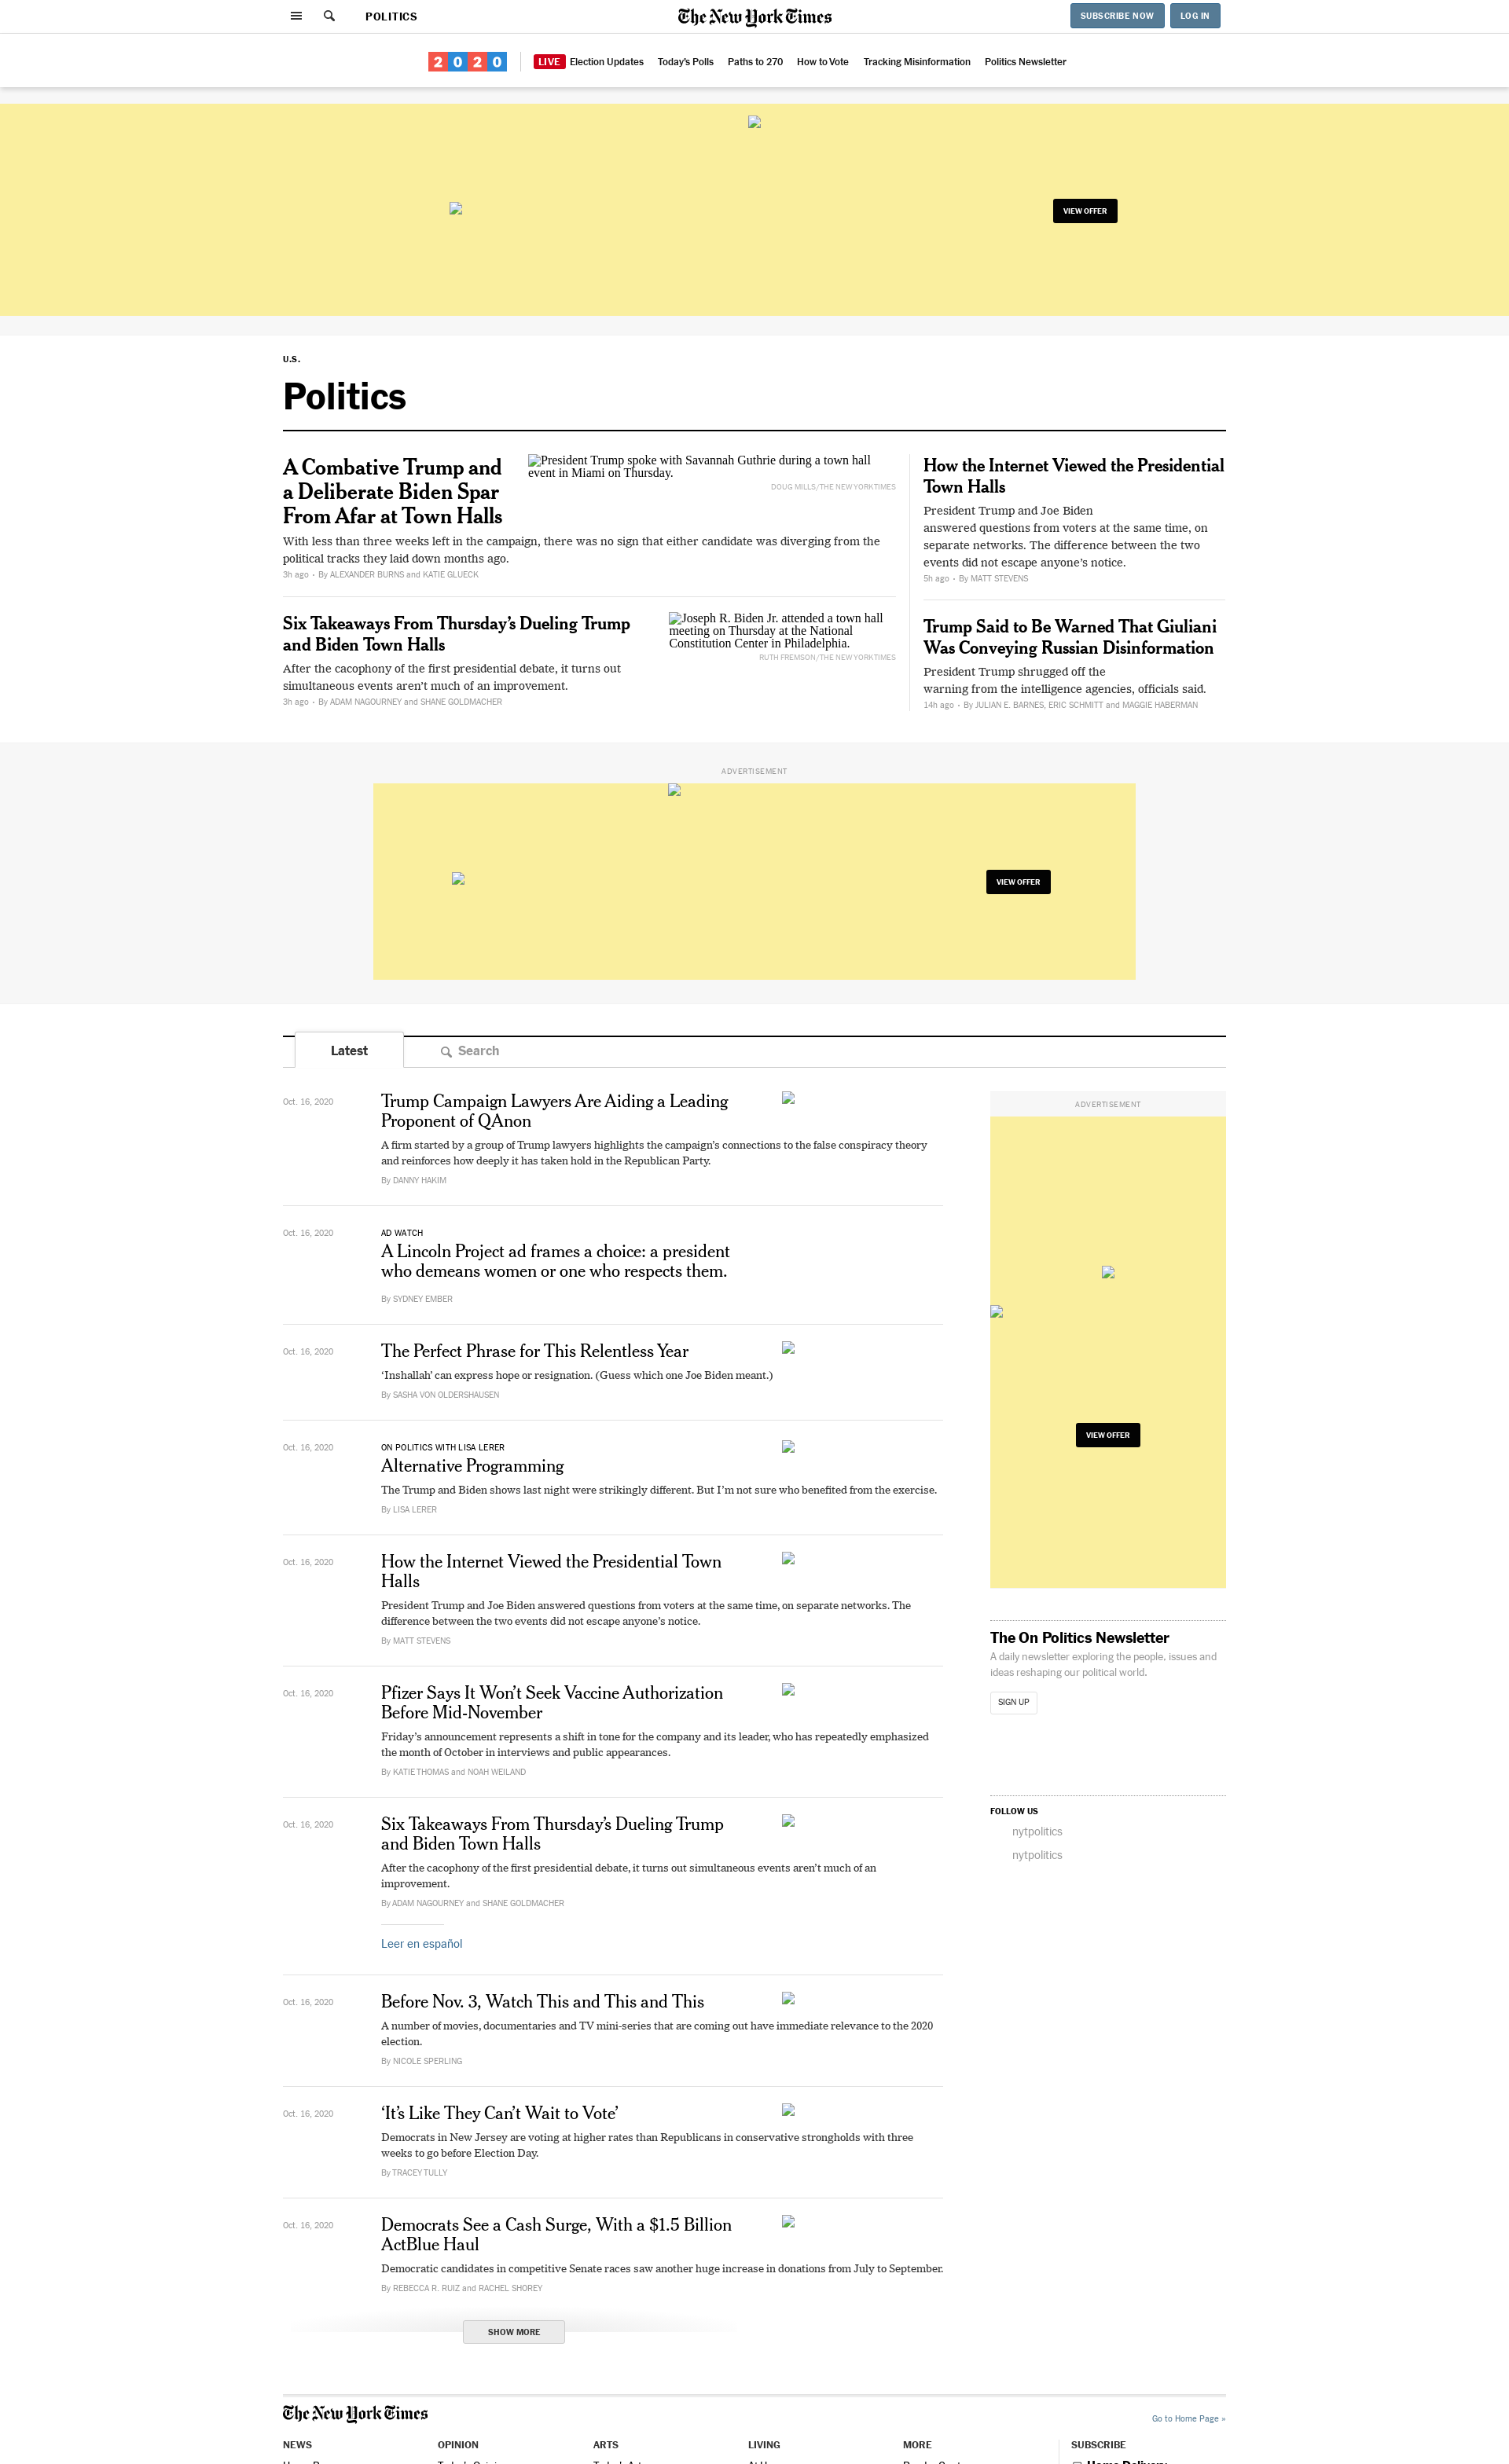 POLITICS
The New York Times
SUBSCRIBE NOW
LOG IN
2020
LIVE Election Updates
Today's Polls
Paths to 270
How to Vote
Tracking Misinformation
Politics Newsletter
VIEW OFFER
U.S.
Politics
A Combative Trump and
a Deliberate Biden Spar
From Afar at Town Halls
President Trump spoke with Savannah Guthrie during a town hall
event in Miami on Thursday.
DOUG MILLS/THE NEW YORK TIMES
With less than three weeks left in the campaign, there was no sign that either candidate was diverging from the
political tracks they laid down months ago.
3h ago • By ALEXANDER BURNS and KATIE GLUECK
Six Takeaways From Thursday’s Dueling Trump
and Biden Town Halls
After the cacophony of the first presidential debate, it turns out
simultaneous events aren’t much of an improvement.
3h ago • By ADAM NAGOURNEY and SHANE GOLDMACHER
Joseph R. Biden Jr. attended a town hall
meeting on Thursday at the National
Constitution Center in Philadelphia.
RUTH FREMSON/THE NEW YORK TIMES
How the Internet Viewed the Presidential
Town Halls
President Trump and Joe Biden
answered questions from voters at the same time, on
separate networks. The difference between the two
events did not escape anyone’s notice.
5h ago • By MATT STEVENS
Trump Said to Be Warned That Giuliani
Was Conveying Russian Disinformation
President Trump shrugged off the
warning from the intelligence agencies, officials said.
14h ago • By JULIAN E. BARNES, ERIC SCHMITT and MAGGIE HABERMAN
ADVERTISEMENT
VIEW OFFER
Latest
Search
Oct. 16, 2020
Trump Campaign Lawyers Are Aiding a Leading
Proponent of QAnon
A firm started by a group of Trump lawyers highlights the campaign’s connections to the false conspiracy theory
and reinforces how deeply it has taken hold in the Republican Party.
By DANNY HAKIM
Oct. 16, 2020
AD WATCH
A Lincoln Project ad frames a choice: a president
who demeans women or one who respects them.
By SYDNEY EMBER
Oct. 16, 2020
The Perfect Phrase for This Relentless Year
‘Inshallah’ can express hope or resignation. (Guess which one Joe Biden meant.)
By SASHA VON OLDERSHAUSEN
Oct. 16, 2020
ON POLITICS WITH LISA LERER
Alternative Programming
The Trump and Biden shows last night were strikingly different. But I’m not sure who benefited from the exercise.
By LISA LERER
Oct. 16, 2020
How the Internet Viewed the Presidential Town
Halls
President Trump and Joe Biden answered questions from voters at the same time, on separate networks. The
difference between the two events did not escape anyone’s notice.
By MATT STEVENS
Oct. 16, 2020
Pfizer Says It Won’t Seek Vaccine Authorization
Before Mid-November
Friday’s announcement represents a shift in tone for the company and its leader, who has repeatedly emphasized
the month of October in interviews and public appearances.
By KATIE THOMAS and NOAH WEILAND
Oct. 16, 2020
Six Takeaways From Thursday’s Dueling Trump
and Biden Town Halls
After the cacophony of the first presidential debate, it turns out simultaneous events aren’t much of an
improvement.
By ADAM NAGOURNEY and SHANE GOLDMACHER
Leer en español
Oct. 16, 2020
Before Nov. 3, Watch This and This and This
A number of movies, documentaries and TV mini-series that are coming out have immediate relevance to the 2020
election.
By NICOLE SPERLING
Oct. 16, 2020
‘It’s Like They Can’t Wait to Vote’
Democrats in New Jersey are voting at higher rates than Republicans in conservative strongholds with three
weeks to go before Election Day.
By TRACEY TULLY
Oct. 16, 2020
Democrats See a Cash Surge, With a $1.5 Billion
ActBlue Haul
Democratic candidates in competitive Senate races saw another huge increase in donations from July to September.
By REBECCA R. RUIZ and RACHEL SHOREY
SHOW MORE
ADVERTISEMENT
VIEW OFFER
The On Politics Newsletter
A daily newsletter exploring the people, issues and
ideas reshaping our political world.
SIGN UP
FOLLOW US
nytpolitics
nytpolitics
The New York Times
Go to Home Page »
NEWS
OPINION
ARTS
LIVING
MORE
SUBSCRIBE